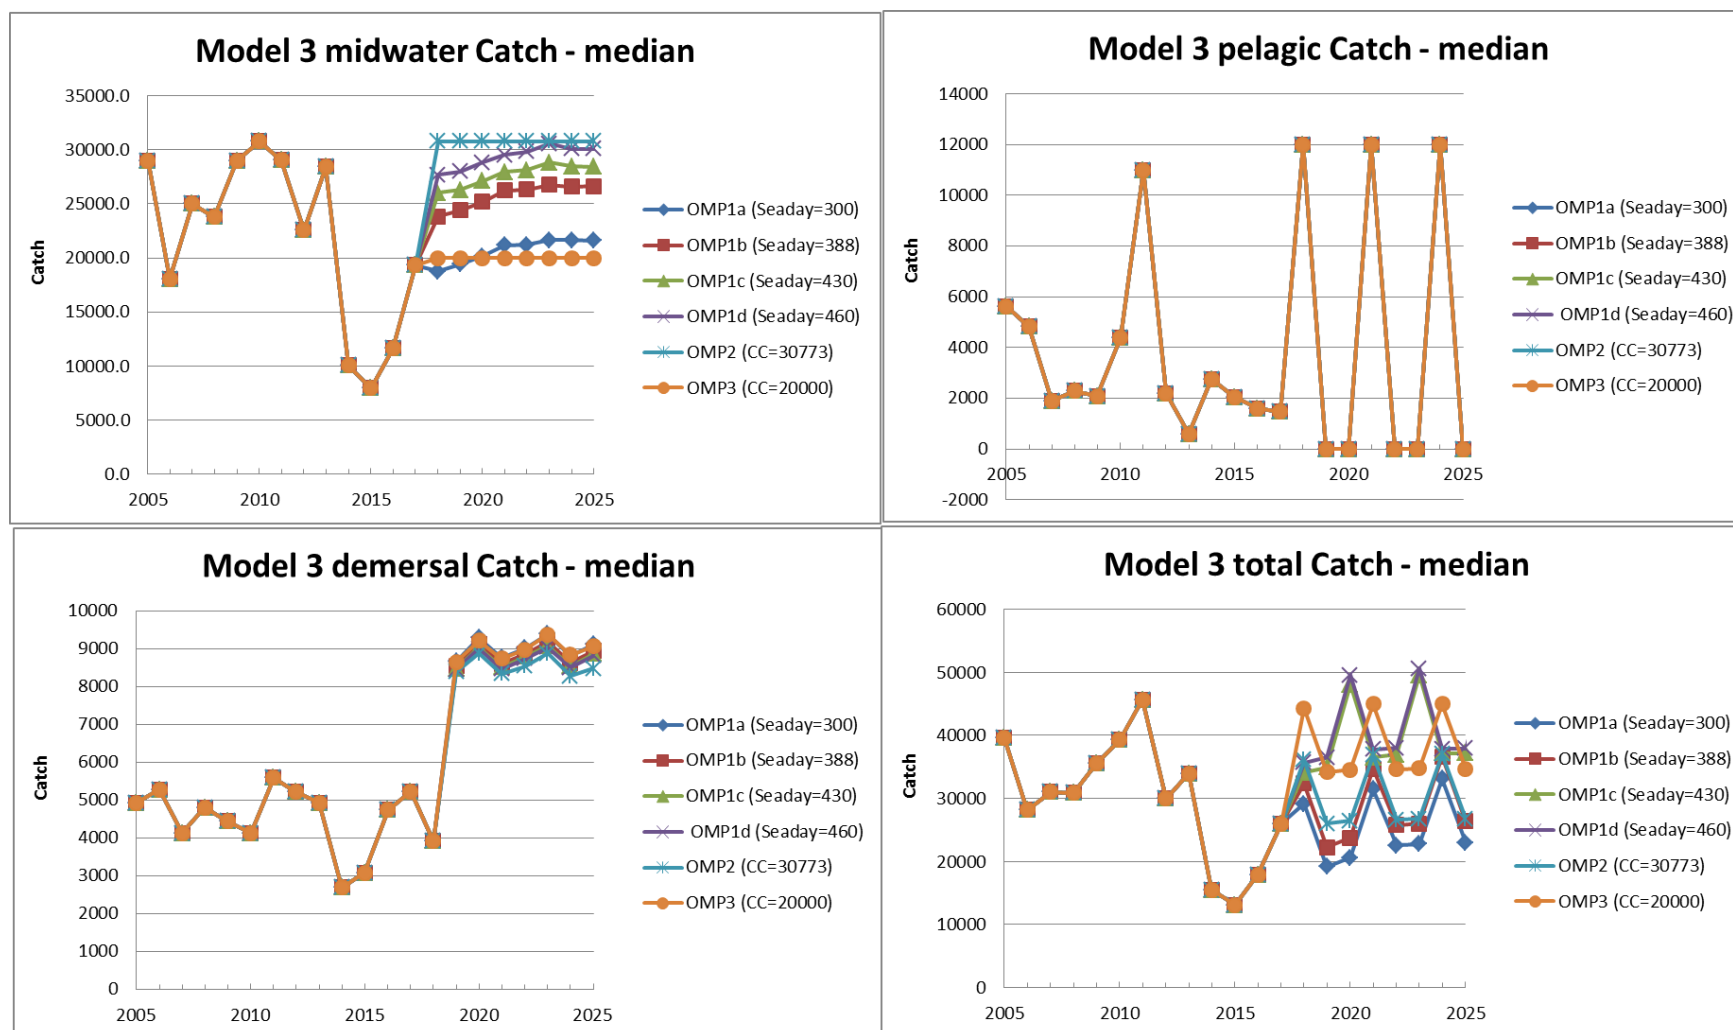 Model 3 midwater Catch - median
35000.0
30000.0
25000.0
20000.0
15000.0
10000.0
5000.0
0.0
Catch
2005 2010 2015 2020 2025
OMP1a (Seaday=300)
OMP1b (Seaday=388)
OMP1c (Seaday=430)
OMP1d (Seaday=460)
OMP2 (CC=30773)
OMP3 (CC=20000)
Model 3 pelagic Catch - median
14000
12000
10000
8000
6000
4000
2000
0
-2000
Catch
2005 2010 2015 2020 2025
OMP1a (Seaday=300)
OMP1b (Seaday=388)
OMP1c (Seaday=430)
OMP1d (Seaday=460)
OMP2 (CC=30773)
OMP3 (CC=20000)
Model 3 demersal Catch - median
10000
9000
8000
7000
6000
5000
4000
3000
2000
1000
0
Catch
2005 2010 2015 2020 2025
OMP1a (Seaday=300)
OMP1b (Seaday=388)
OMP1c (Seaday=430)
OMP1d (Seaday=460)
OMP2 (CC=30773)
OMP3 (CC=20000)
Model 3 total Catch - median
60000
50000
40000
30000
20000
10000
0
Catch
2005 2010 2015 2020 2025
OMP1a (Seaday=300)
OMP1b (Seaday=388)
OMP1c (Seaday=430)
OMP1d (Seaday=460)
OMP2 (CC=30773)
OMP3 (CC=20000)